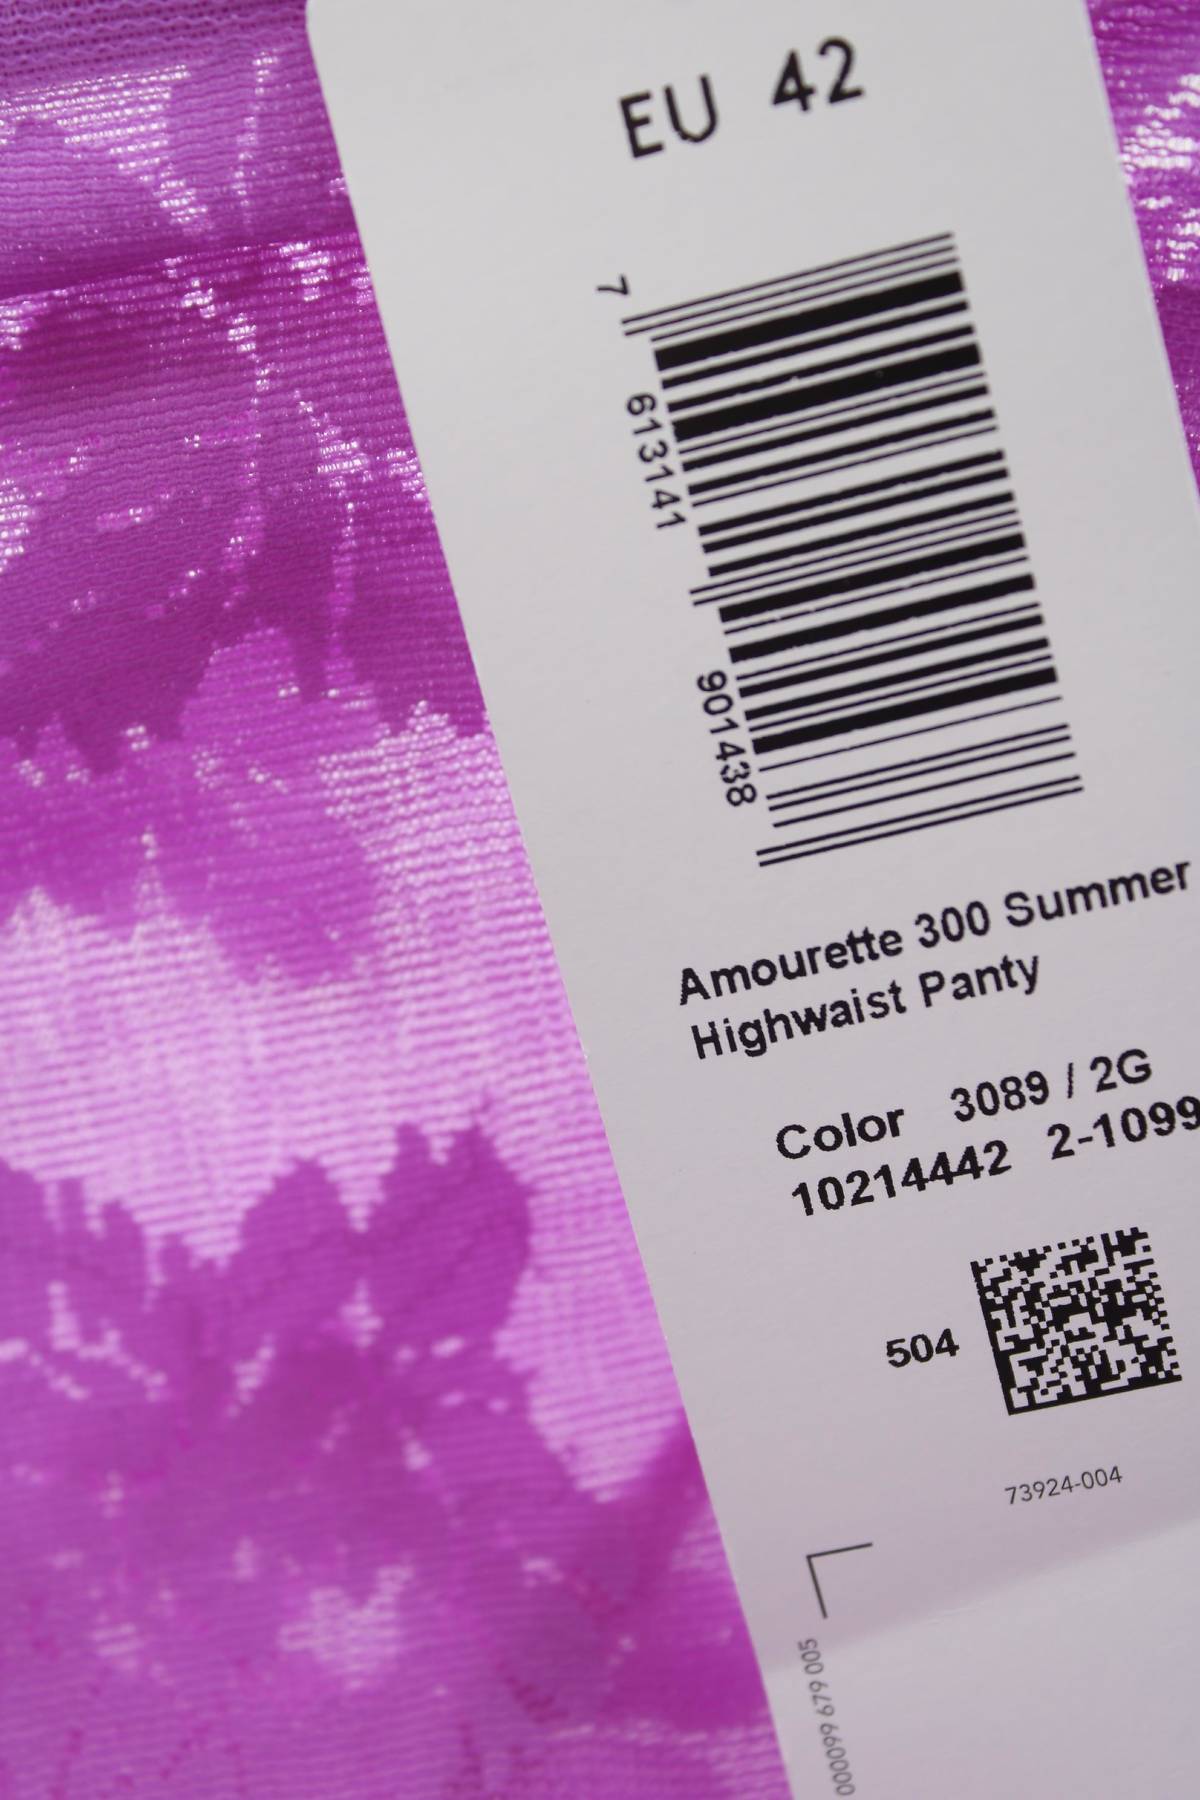 EU 42
7 613141 901438
Amourette 300 Summer
Highwaist Panty
Color 3089 / 2G
10214442 2-1099
504
73924-004
000099 679 005